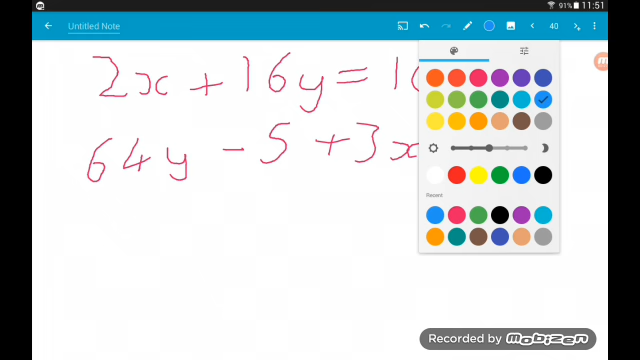 91% 11:51
Untitled Note
40
2x + 16y = 1
64y - 5 + 3x
Recent
Recorded by mobizen